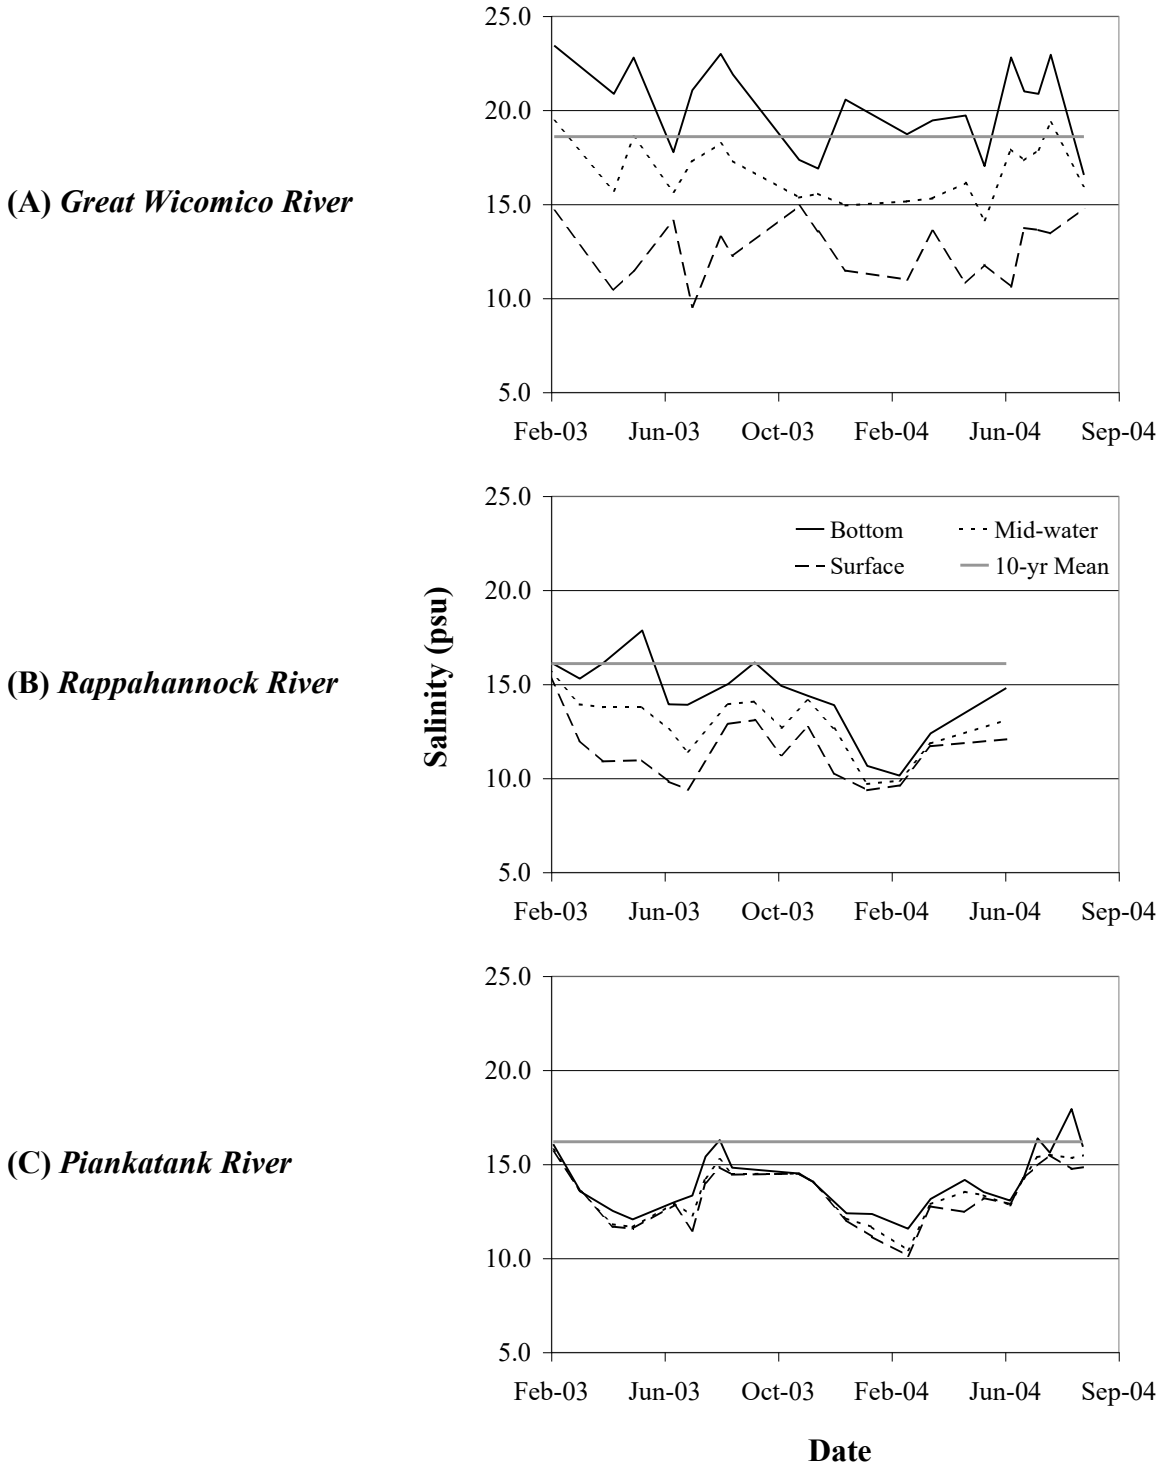 25.0
20.0
(A) Great Wicomico River
15.0
10.0
5.0
Feb-03 Jun-03 Oct-03 Feb-04 Jun-04 Sep-04
25.0
Bottom Mid-water
Surface 10-yr Mean
20.0
Salinity (psu)
(B) Rappahannock River
15.0
10.0
5.0
Feb-03 Jun-03 Oct-03 Feb-04 Jun-04 Sep-04
25.0
20.0
(C) Piankatank River
15.0
10.0
5.0
Feb-03 Jun-03 Oct-03 Feb-04 Jun-04 Sep-04
Date